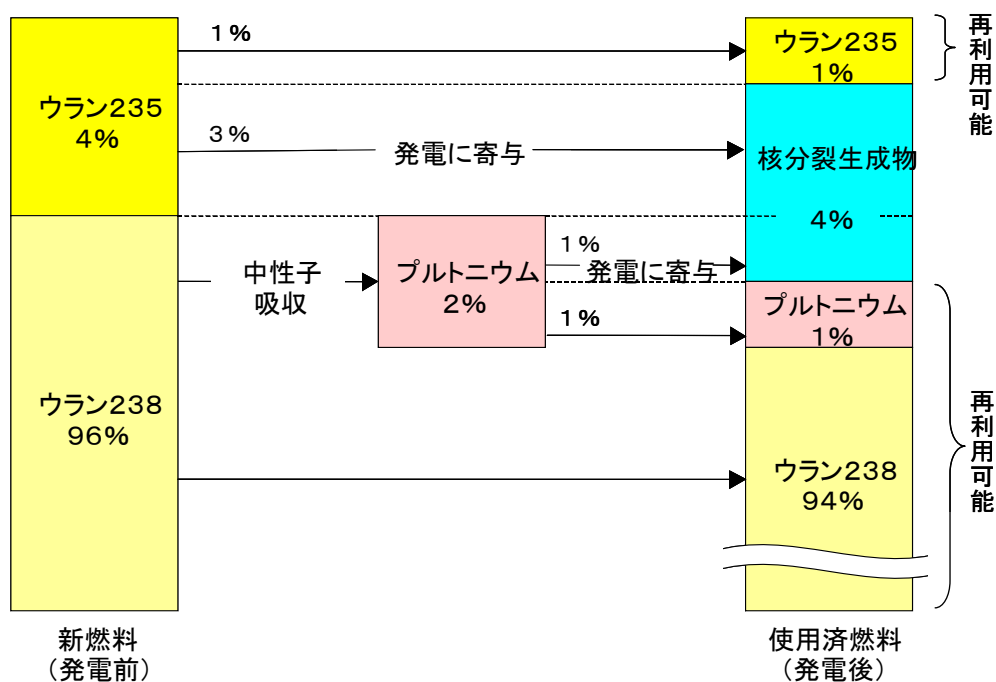 ウラン235
4%
ウラン238
96%
新燃料
(発電前)
1%
3%
発電に寄与
中性子
吸収
プルトニウム
2%
1%
発電に寄与
1%
ウラン235
1%
核分裂生成物
4%
プルトニウム
1%
ウラン238
94%
使用済燃料
(発電後)
再利用可能
再利用可能